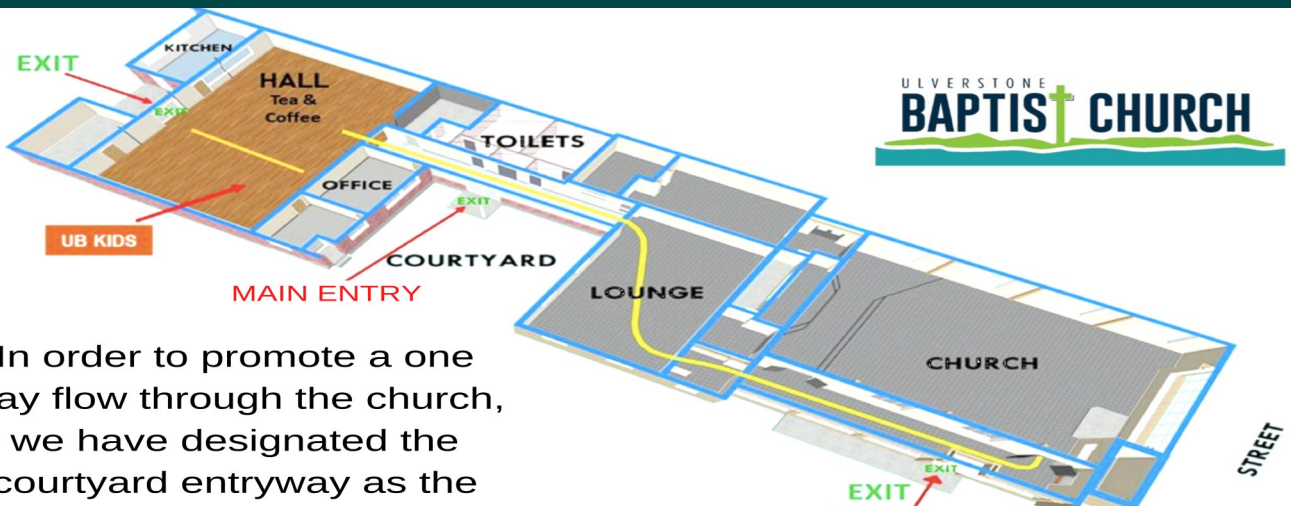 KITCHEN
EXIT
EXIT
HALL
Tea &
Coffee
ULVERSTONE
BAPTIST CHURCH
TOILETS
OFFICE
EXIT
UB KIDS
COURTYARD
MAIN ENTRY
LOUNGE
In order to promote a one
ay flow through the church,
we have designated the
courtyard entryway as the
CHURCH
STREET
EXIT
EXIT